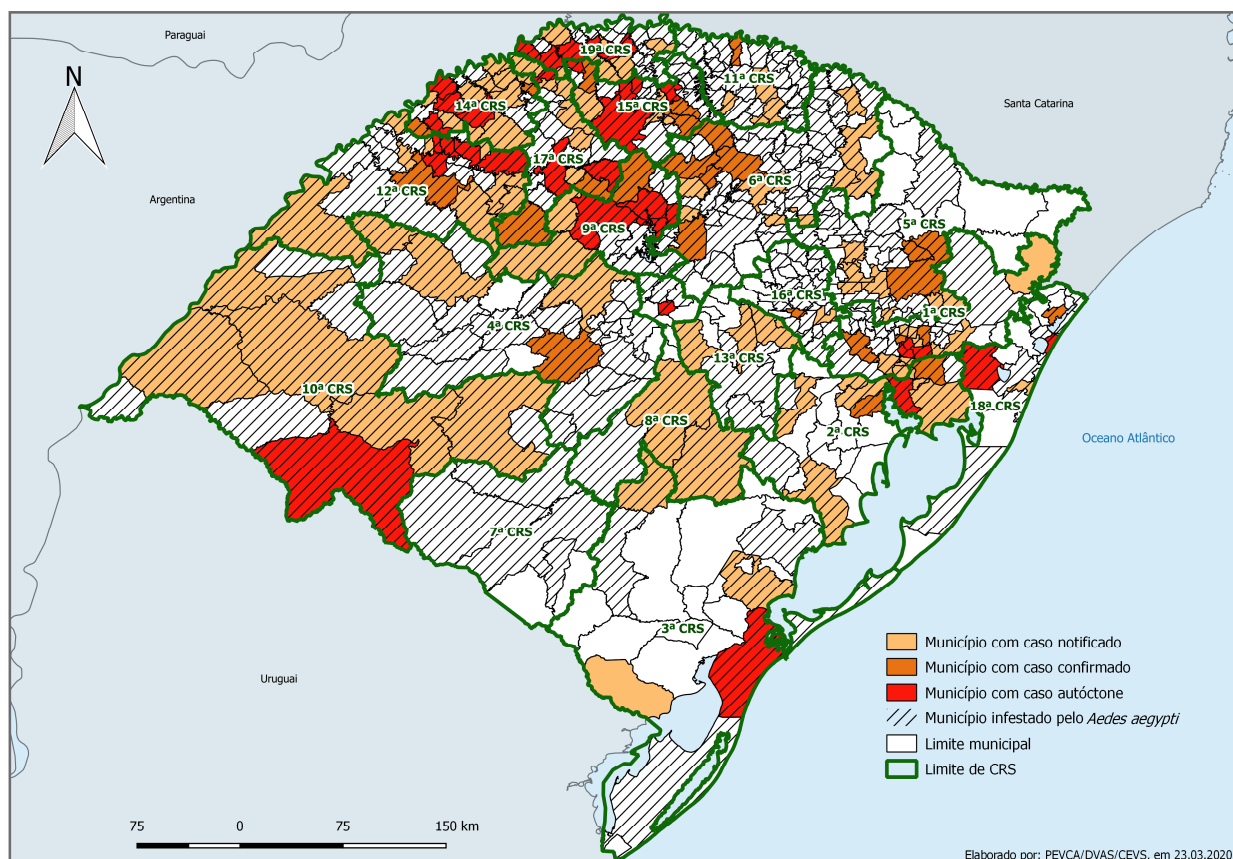 Paraguai
N
19ª CRS
11ª CRS
14ª CRS
15ª CRS
Santa Catarina
17ª CRS
6ª CRS
12ª CRS
Argentina
9ª CRS
5ª CRS
16ª CRS
1ª CRS
4ª CRS
13ª CRS
10ª CRS
18ª CRS
8ª CRS
2ª CRS
Oceano Atlântico
7ª CRS
3ª CRS
Uruguai
Município com caso notificado
Município com caso confirmado
Município com caso autóctone
Município infestado pelo Aedes aegypti
Limite municipal
Limite de CRS
75 0 75 150 km
Elaborado por: PEVCA/DVAS/CEVS, em 23.03.2020